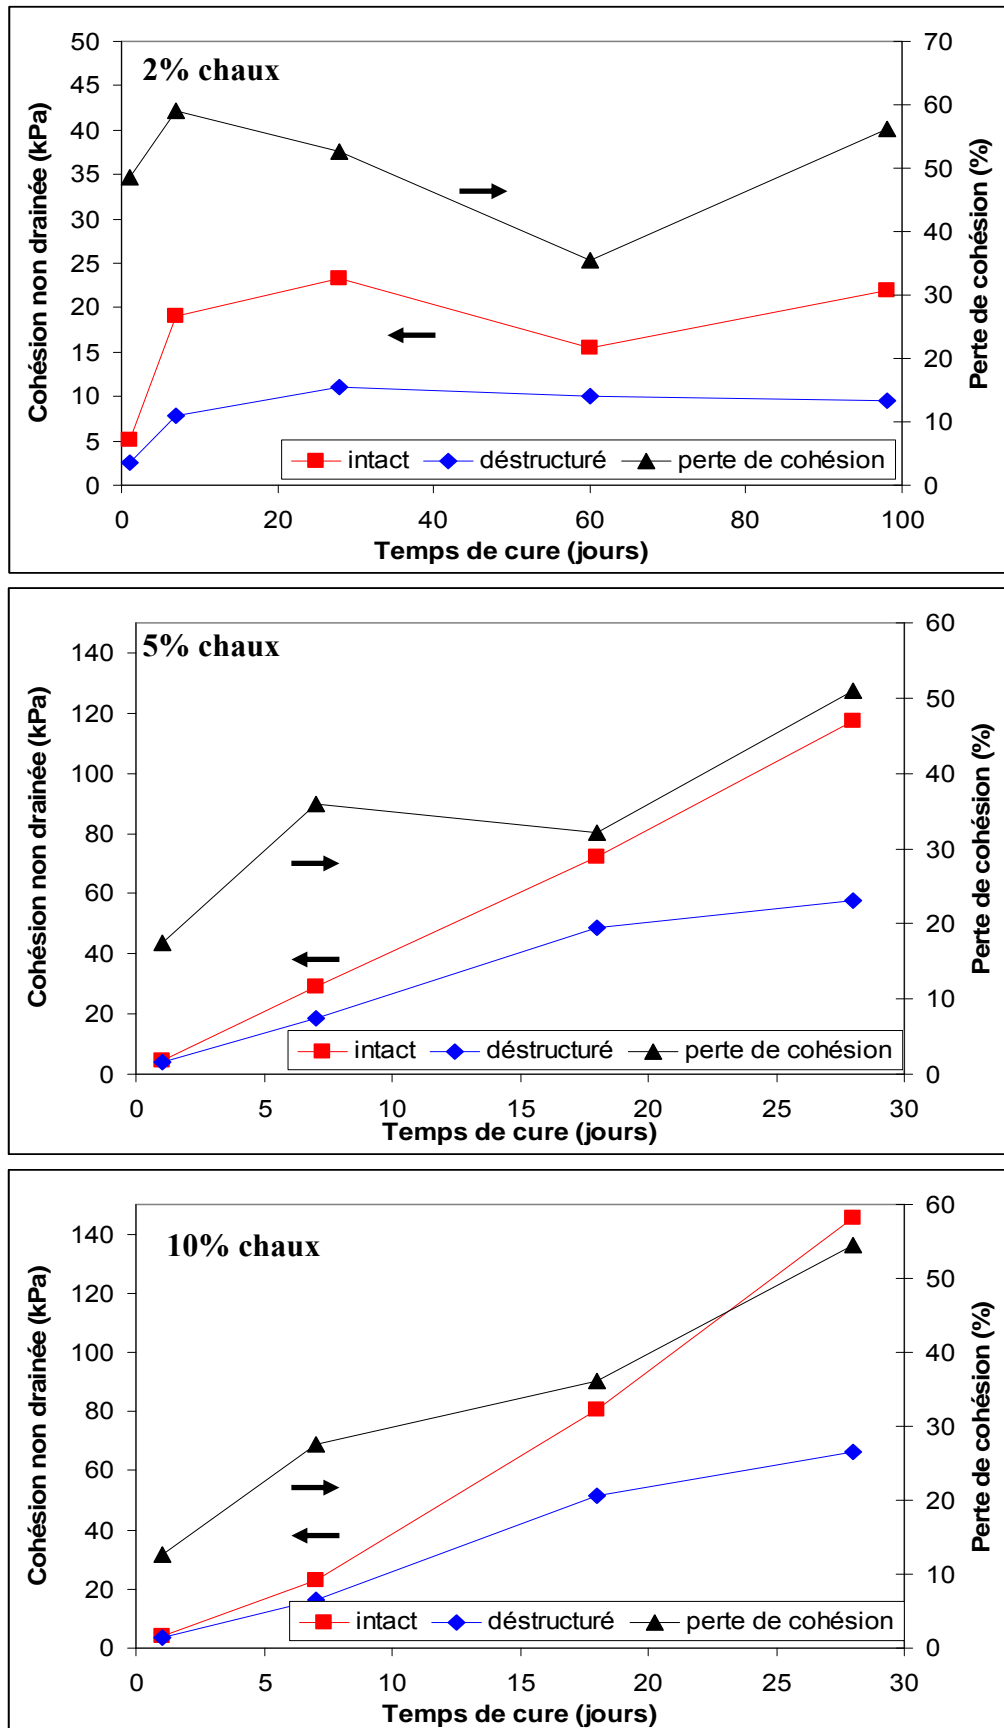 2% chaux
Cohésion non drainée (kPa)
50
45
40
35
30
25
20
15
10
5
0
70
60
50
40
30
20
10
0
Perte de cohésion (%)
intact déstructuré perte de cohésion
0 20 40 60 80 100
Temps de cure (jours)
5% chaux
Cohésion non drainée (kPa)
140
120
100
80
60
40
20
0
60
50
40
30
20
10
0
Perte de cohésion (%)
intact déstructuré perte de cohésion
0 5 10 15 20 25 30
Temps de cure (jours)
10% chaux
Cohésion non drainée (kPa)
140
120
100
80
60
40
20
0
60
50
40
30
20
10
0
Perte de cohésion (%)
intact déstructuré perte de cohésion
0 5 10 15 20 25 30
Temps de cure (jours)